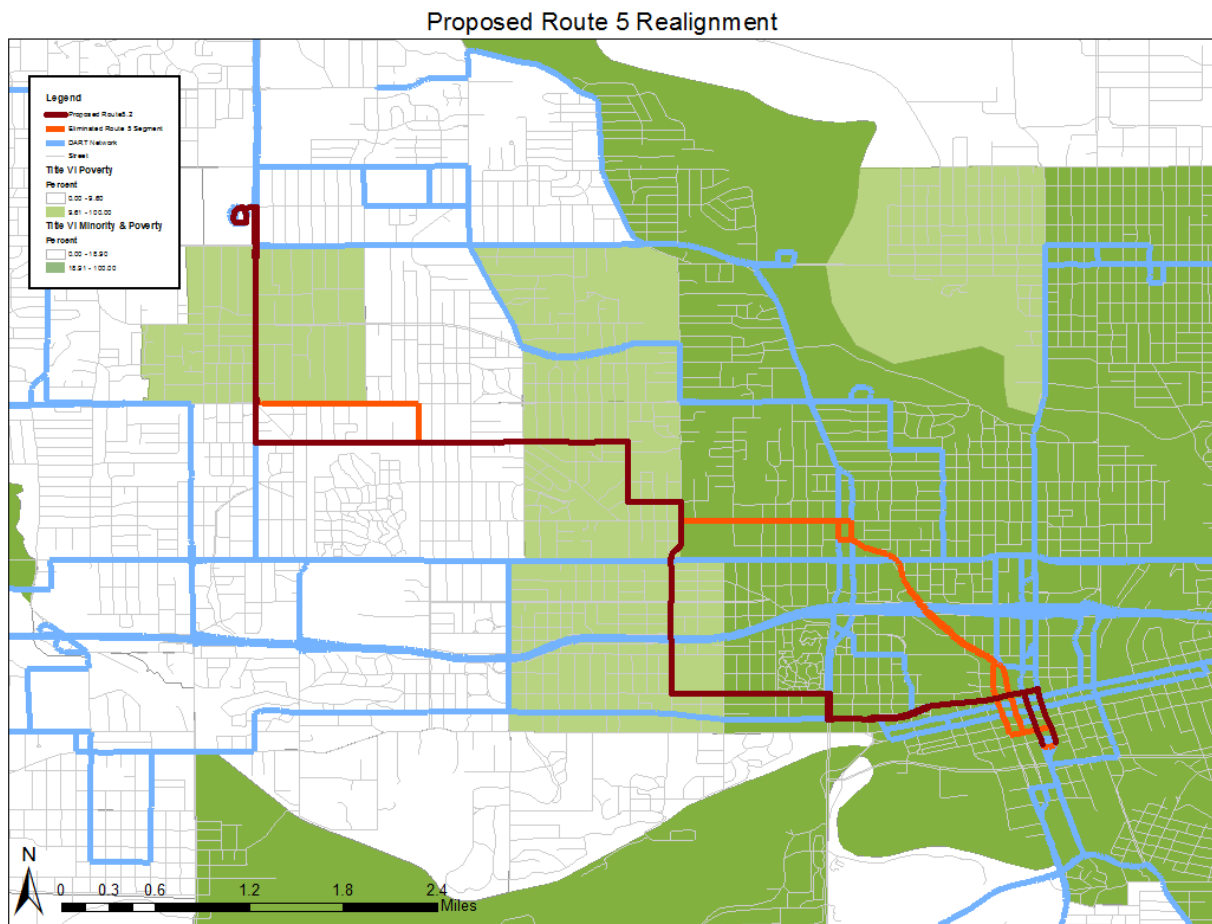 Proposed Route 5 Realignment
Legend
Proposed Route5.2
Eliminated Route 5 Segment
DART Network
Street
Title VI Poverty
Percent
0.00 - 9.60
9.61 - 100.00
Title VI Minority & Poverty
Percent
0.00 - 15.90
15.91 - 100.00
N
0 0.3 0.6 1.2 1.8 2.4
Miles